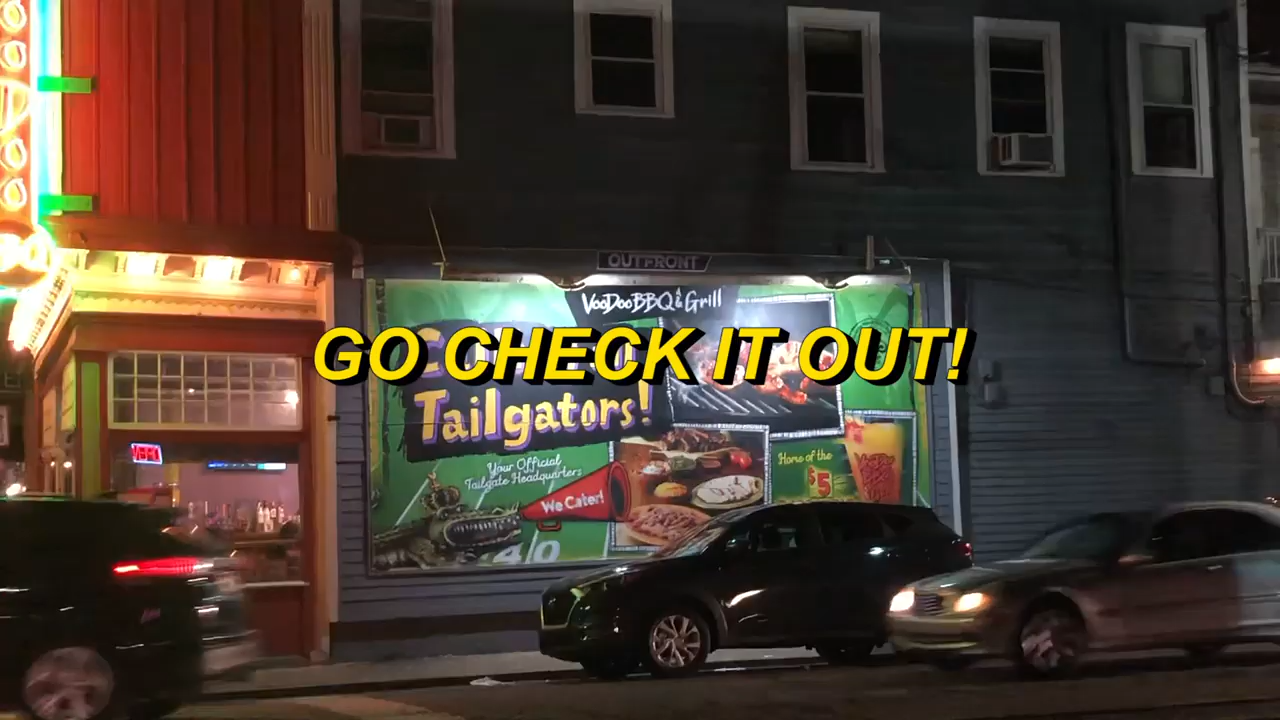 OUTFRONT
VooDoo BBQ & Grill
GO CHECK IT OUT!
Tailgators!
Your Official
Tailgate Headquarters
We Cater!
Home of the
$5